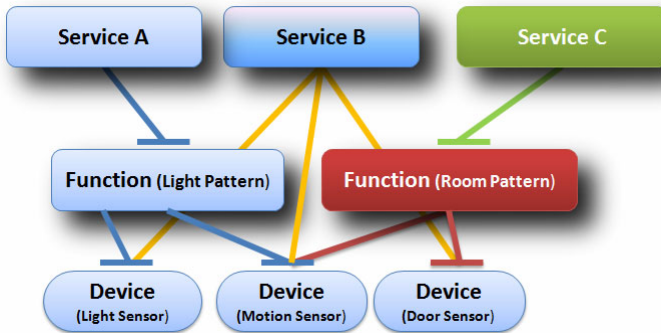 Service A
Service B
Service C
Function (Light Pattern)
Function (Room Pattern)
Device
(Light Sensor)
Device
(Motion Sensor)
Device
(Door Sensor)